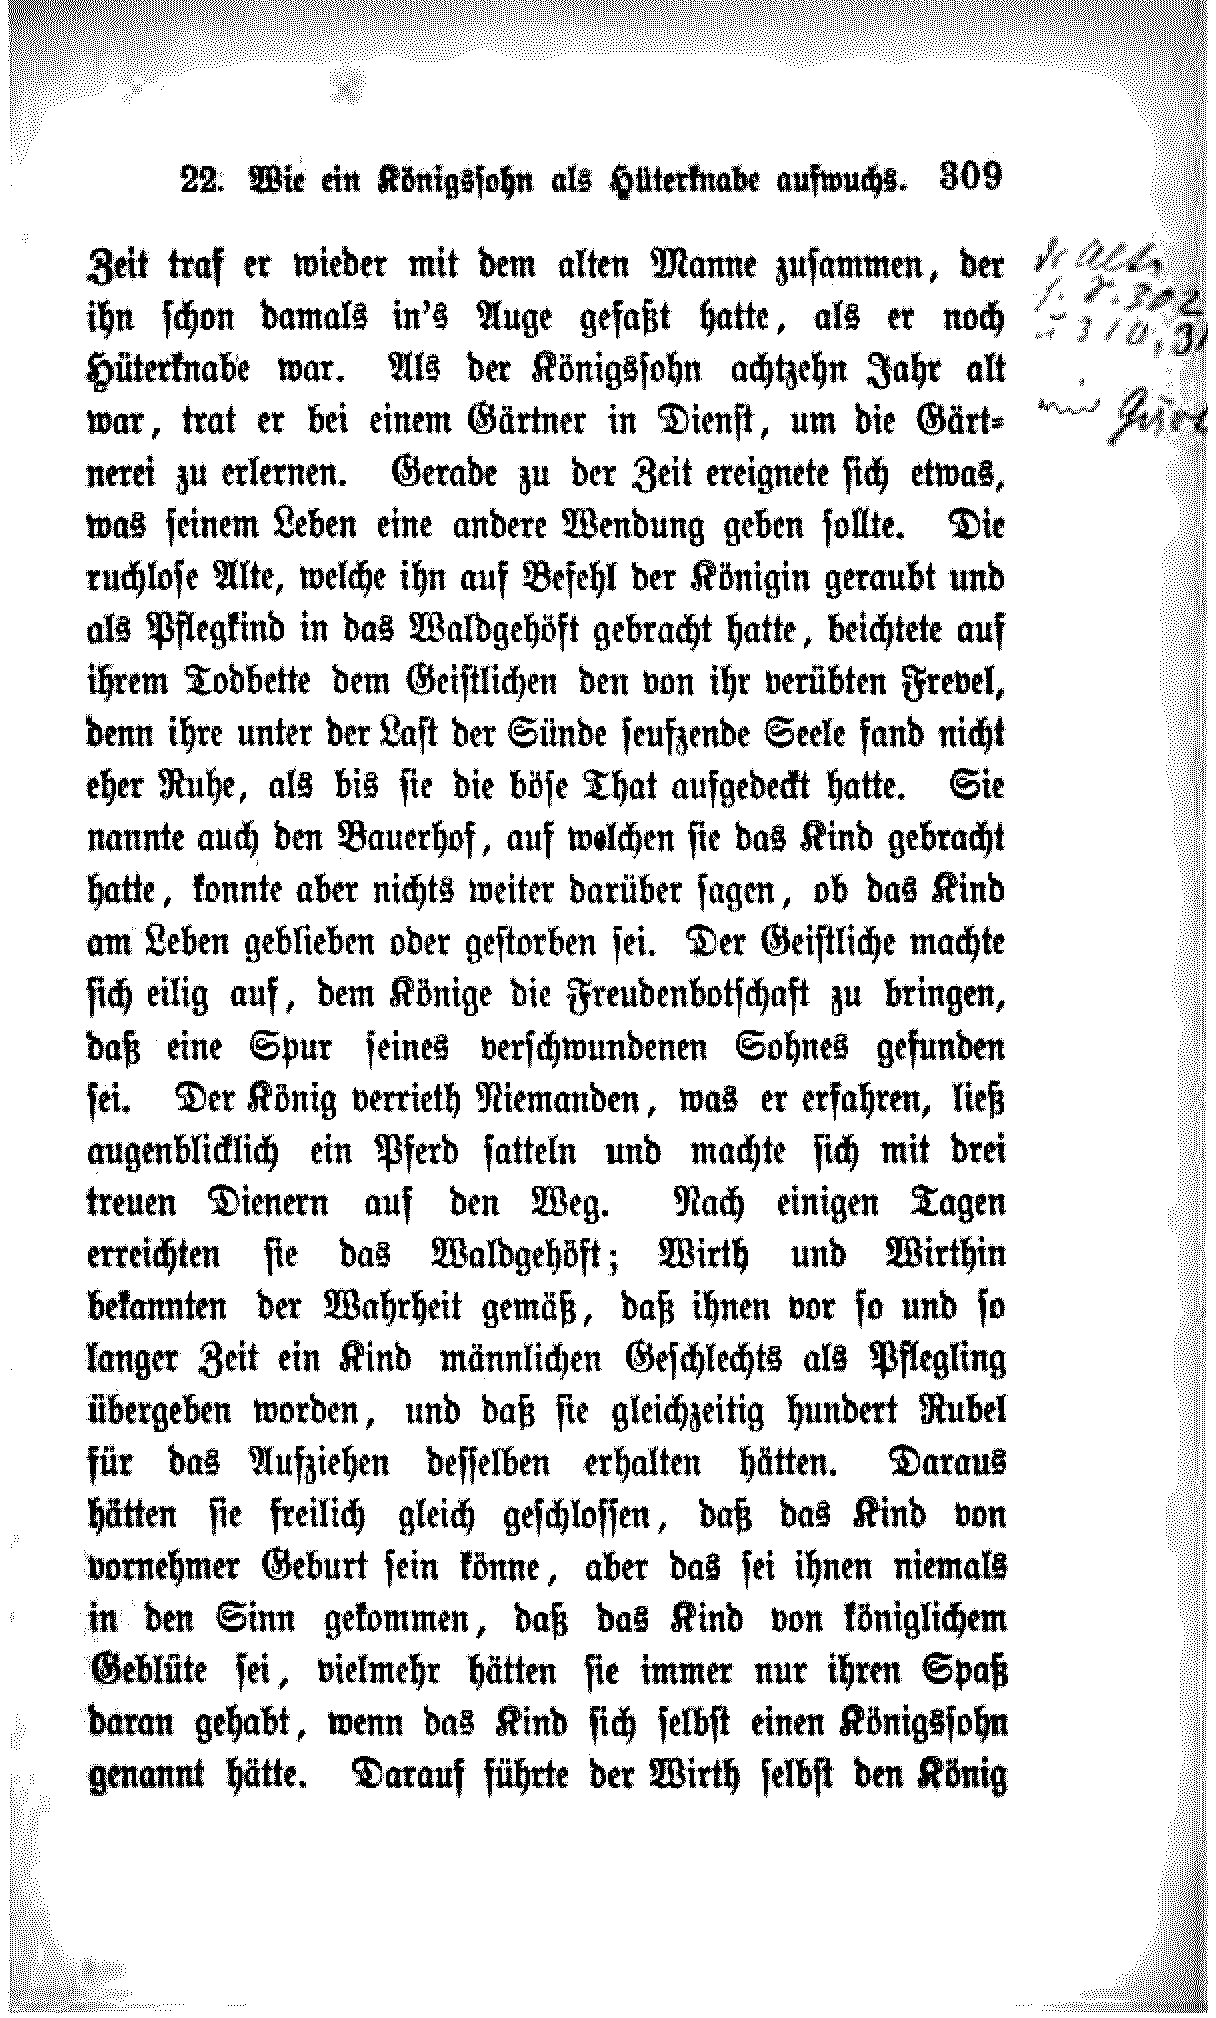 22. Wie ein Königssohn als Hüterknabe aufwuchs. 309
Zeit traf er wieder mit dem alten Manne zusammen, der
ihn schon damals in's Auge gefaßt hatte, als er noch
Hüterknabe war. Als der Königssohn achtzehn Jahr alt
war, trat er bei einem Gärtner in Dienst, um die Gärt-
nerei zu erlernen. Gerade zu der Zeit ereignete sich etwas,
was seinem Leben eine andere Wendung geben sollte. Die
ruchlose Alte, welche ihn auf Befehl der Königin geraubt und
als Pflegkind in das Waldgehöft gebracht hatte, beichtete auf
ihrem Todbette dem Geistlichen den von ihr verübten Frevel,
denn ihre unter der Last der Sünde seufzende Seele fand nicht
eher Ruhe, als bis sie die böse That aufgedeckt hatte. Sie
nannte auch den Bauerhof, auf welchen sie das Kind gebracht
hatte, konnte aber nichts weiter darüber sagen, ob das Kind
am Leben geblieben oder gestorben sei. Der Geistliche machte
sich eilig auf, dem Könige die Freudenbotschaft zu bringen,
daß eine Spur seines verschwundenen Sohnes gefunden
sei. Der König verrieth Niemanden, was er erfahren, ließ
augenblicklich ein Pferd satteln und machte sich mit drei
treuen Dienern auf den Weg. Nach einigen Tagen
erreichten sie das Waldgehöft; Wirth und Wirthin
bekannten der Wahrheit gemäß, daß ihnen vor so und so
langer Zeit ein Kind männlichen Geschlechts als Pflegling
übergeben worden, und daß sie gleichzeitig hundert Rubel
für das Aufziehen desselben erhalten hätten. Daraus
hätten sie freilich gleich geschlossen, daß das Kind von
vornehmer Geburt sein könne, aber das sei ihnen niemals
in den Sinn gekommen, daß das Kind von königlichem
Geblüte sei, vielmehr hätten sie immer nur ihren Spaß
daran gehabt, wenn das Kind sich selbst einen Königssohn
genannt hätte. Darauf führte der Wirth selbst den König
302
310